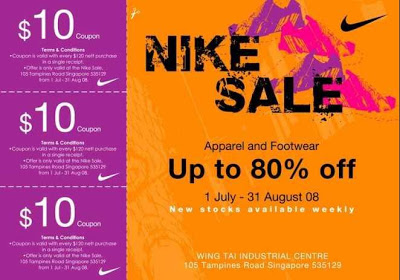 $10 Coupon
Terms & Conditions
•Coupon is valid with every $120 nett purchase
in a single receipt.
•Offer is only valid at the Nike Sale,
105 Tampines Road Singapore 535129
from 1 Jul - 31 Aug 08.
$10 Coupon
Terms & Conditions
•Coupon is valid with every $120 nett purchase
in a single receipt.
•Offer is only valid at the Nike Sale,
105 Tampines Road Singapore 535129
from 1 Jul - 31 Aug 08.
$10 Coupon
Terms & Conditions
•Coupon is valid with every $120 nett purchase
in a single receipt.
•Offer is only valid at the Nike Sale,
105 Tampines Road Singapore 535129
from 1 Jul - 31 Aug 08.
NIKE
SALE
Apparel and Footwear
Up to 80% off
1 July - 31 August 08
New stocks available weekly
WING TAI INDUSTRIAL CENTRE
105 Tampines Road Singapore 535129